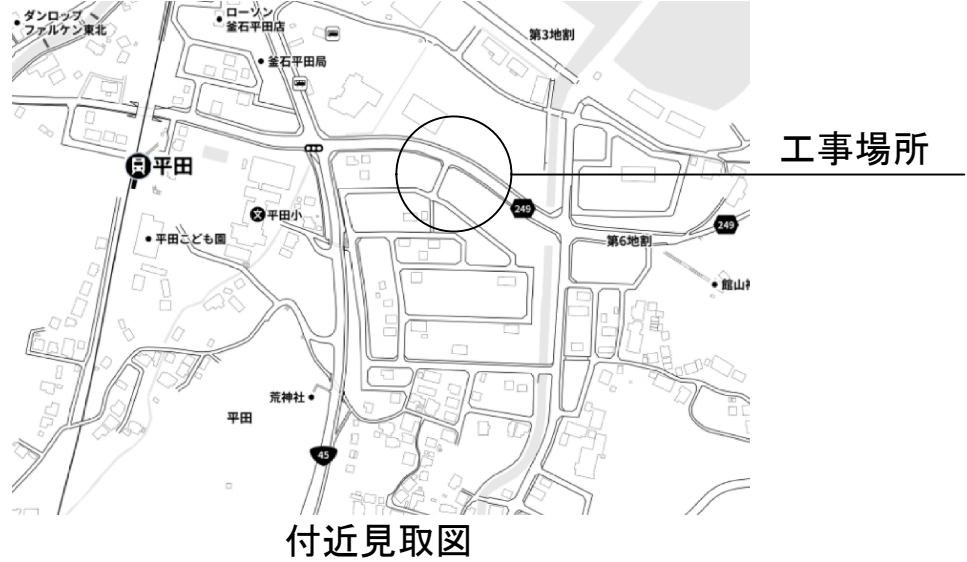 ダンロップ
ファルケン東北
ローソン
釜石平田店
釜石平田局
第3地割
工事場所
平田
249
平田小
平田こども園
第6地割
249
館山神
荒神社
平田
45
付近見取図